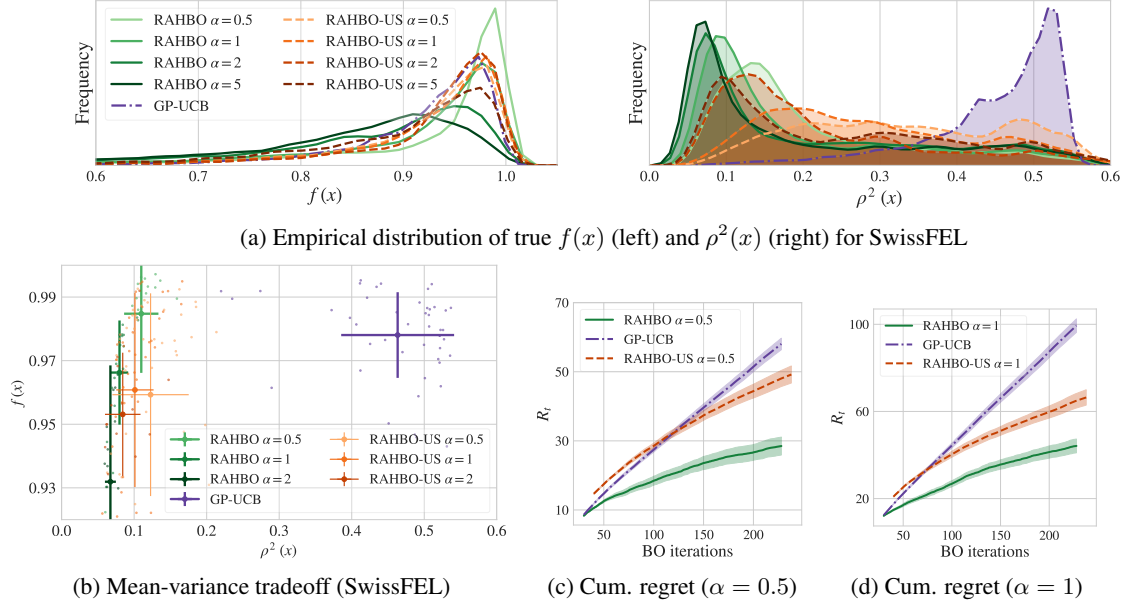 Frequency
RAHBO α = 0.5
RAHBO α = 1
RAHBO α = 2
RAHBO α = 5
GP-UCB
RAHBO-US α = 0.5
RAHBO-US α = 1
RAHBO-US α = 2
RAHBO-US α = 5
0.6 0.7 0.8 0.9 1.0
f (x)
Frequency
0.0 0.1 0.2 0.3 0.4 0.5 0.6
ρ² (x)
(a) Empirical distribution of true f(x) (left) and ρ²(x) (right) for SwissFEL
f (x)
0.99
0.97
0.95
0.93
RAHBO α = 0.5
RAHBO α = 1
RAHBO α = 2
GP-UCB
RAHBO-US α = 0.5
RAHBO-US α = 1
RAHBO-US α = 2
0.0 0.1 0.2 0.3 0.4 0.5 0.6
ρ² (x)
(b) Mean-variance tradeoff (SwissFEL)
R_t
70
50
30
10
RAHBO α = 0.5
GP-UCB
RAHBO-US α = 0.5
50 100 150 200
BO iterations
(c) Cum. regret (α = 0.5)
R_t
100
60
20
RAHBO α = 1
GP-UCB
RAHBO-US α = 1
50 100 150 200
BO iterations
(d) Cum. regret (α = 1)